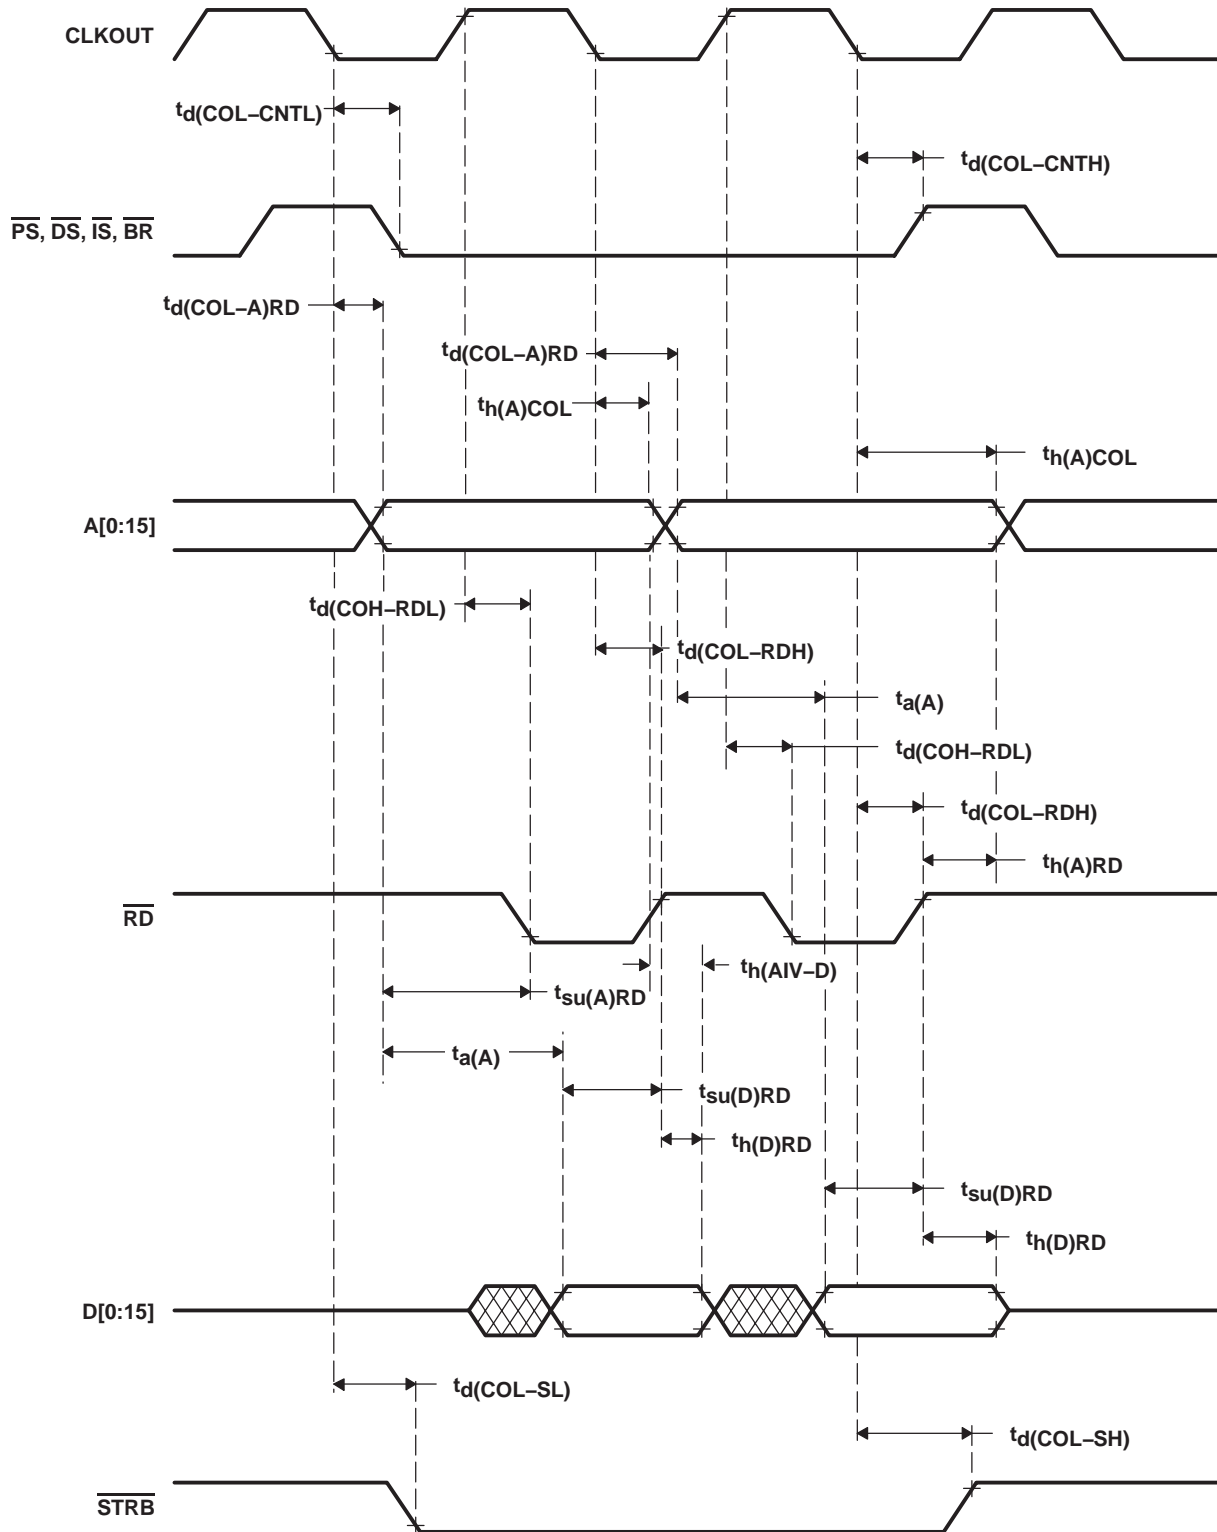 CLKOUT
td(COL–CNTL)
td(COL–CNTH)
PS, DS, IS, BR
td(COL–A)RD
td(COL–A)RD
th(A)COL
th(A)COL
A[0:15]
td(COH–RDL)
td(COL–RDH)
ta(A)
td(COH–RDL)
td(COL–RDH)
th(A)RD
RD
th(AIV–D)
tsu(A)RD
ta(A)
tsu(D)RD
th(D)RD
tsu(D)RD
th(D)RD
D[0:15]
td(COL–SL)
td(COL–SH)
STRB